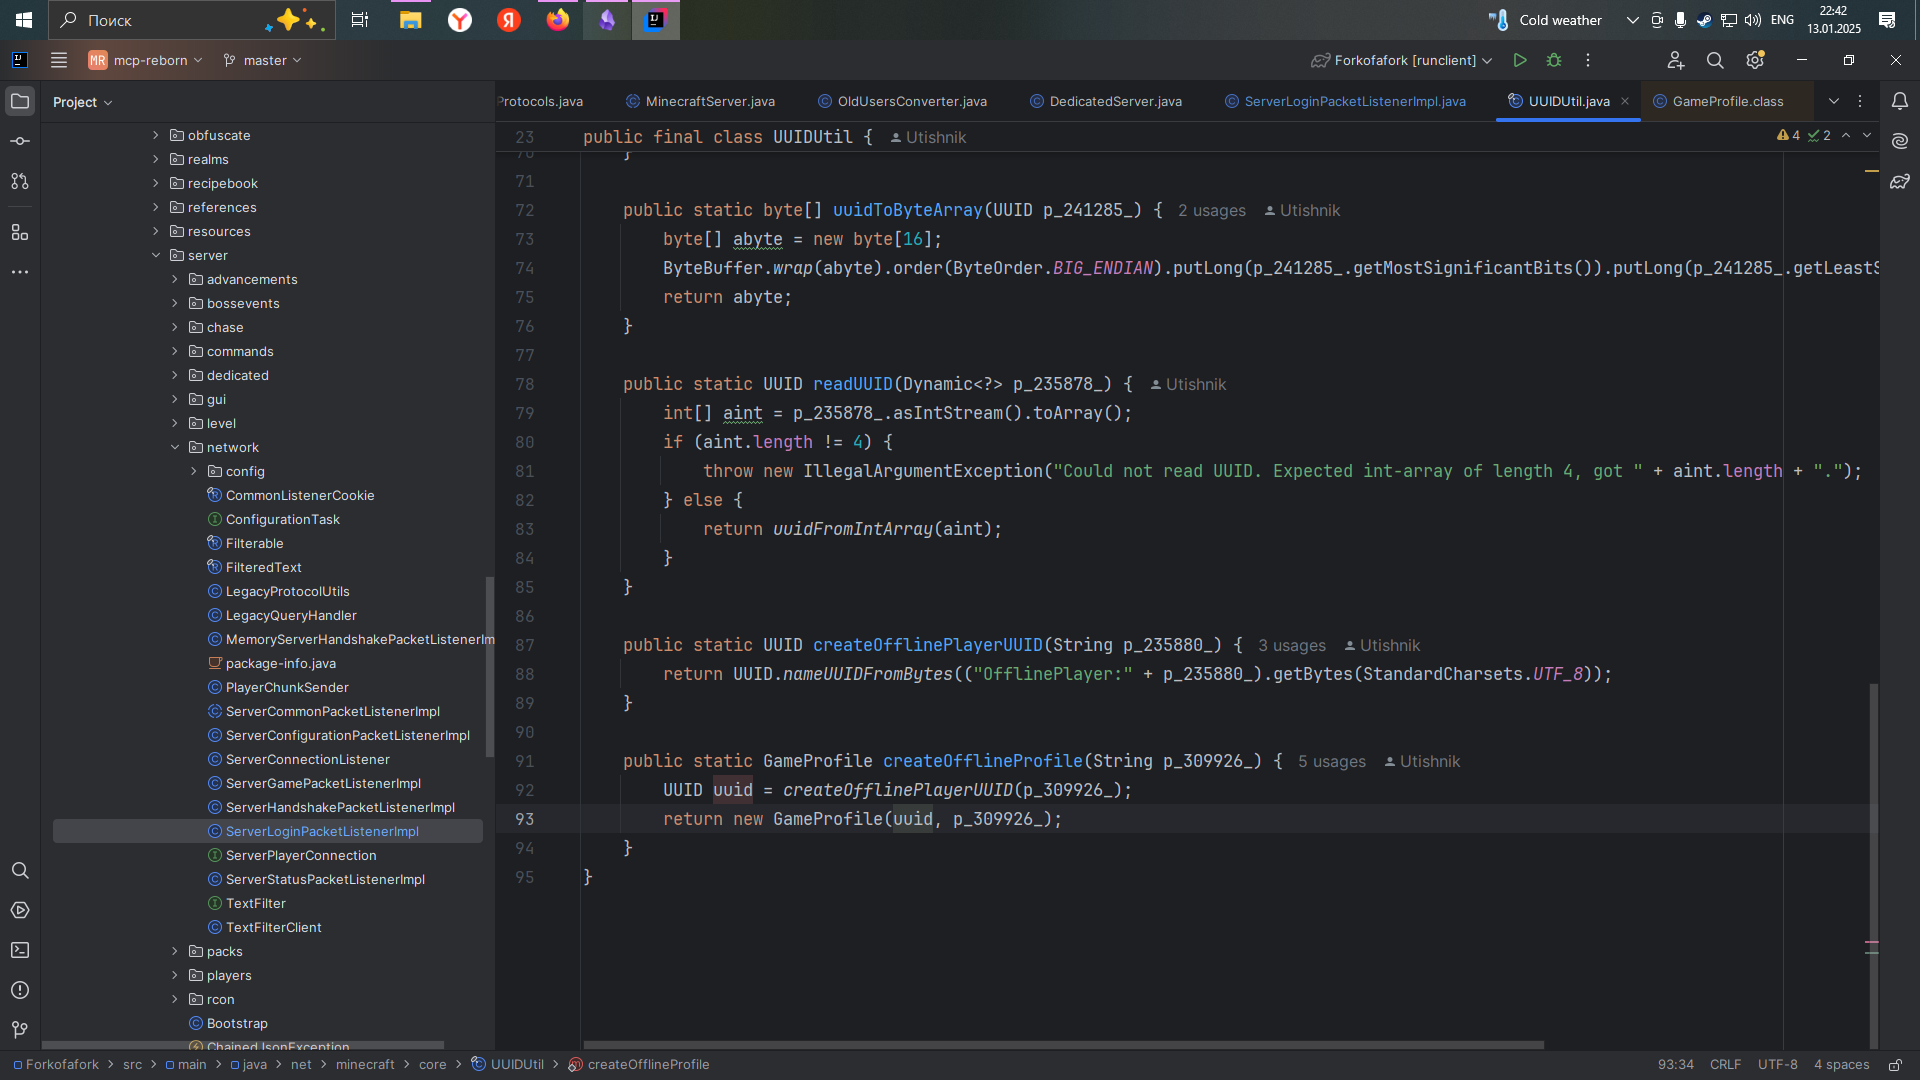 Поиск
Cold weather
ENG
22:42
13.01.2025
MR
mcp-reborn
master
Forkofafork [runclient]
Project
Protocols.java
MinecraftServer.java
OldUsersConverter.java
DedicatedServer.java
ServerLoginPacketListenerImpl.java
UUIDUtil.java
GameProfile.class
obfuscate
realms
recipebook
references
resources
server
advancements
bossevents
chase
commands
dedicated
gui
level
network
config
CommonListenerCookie
ConfigurationTask
Filterable
FilteredText
LegacyProtocolUtils
LegacyQueryHandler
MemoryServerHandshakePacketListenerIm
package-info.java
PlayerChunkSender
ServerCommonPacketListenerImpl
ServerConfigurationPacketListenerImpl
ServerConnectionListener
ServerGamePacketListenerImpl
ServerHandshakePacketListenerImpl
ServerLoginPacketListenerImpl
ServerPlayerConnection
ServerStatusPacketListenerImpl
TextFilter
TextFilterClient
packs
players
rcon
Bootstrap
ChainedJsonException
23 public final class UUIDUtil { Utishnik
4 2
70 }
71
72 public static byte[] uuidToByteArray(UUID p_241285_) { 2 usages Utishnik
73 byte[] abyte = new byte[16];
74 ByteBuffer.wrap(abyte).order(ByteOrder.BIG_ENDIAN).putLong(p_241285_.getMostSignificantBits()).putLong(p_241285_.getLeastS
75 return abyte;
76 }
77
78 public static UUID readUUID(Dynamic<?> p_235878_) { Utishnik
79 int[] aint = p_235878_.asIntStream().toArray();
80 if (aint.length != 4) {
81 throw new IllegalArgumentException("Could not read UUID. Expected int-array of length 4, got " + aint.length + ".");
82 } else {
83 return uuidFromIntArray(aint);
84 }
85 }
86
87 public static UUID createOfflinePlayerUUID(String p_235880_) { 3 usages Utishnik
88 return UUID.nameUUIDFromBytes(("OfflinePlayer:" + p_235880_).getBytes(StandardCharsets.UTF_8));
89 }
90
91 public static GameProfile createOfflineProfile(String p_309926_) { 5 usages Utishnik
92 UUID uuid = createOfflinePlayerUUID(p_309926_);
93 return new GameProfile(uuid, p_309926_);
94 }
95 }
Forkofafork > src > main > java > net > minecraft > core > UUIDUtil > createOfflineProfile
93:34 CRLF UTF-8 4 spaces